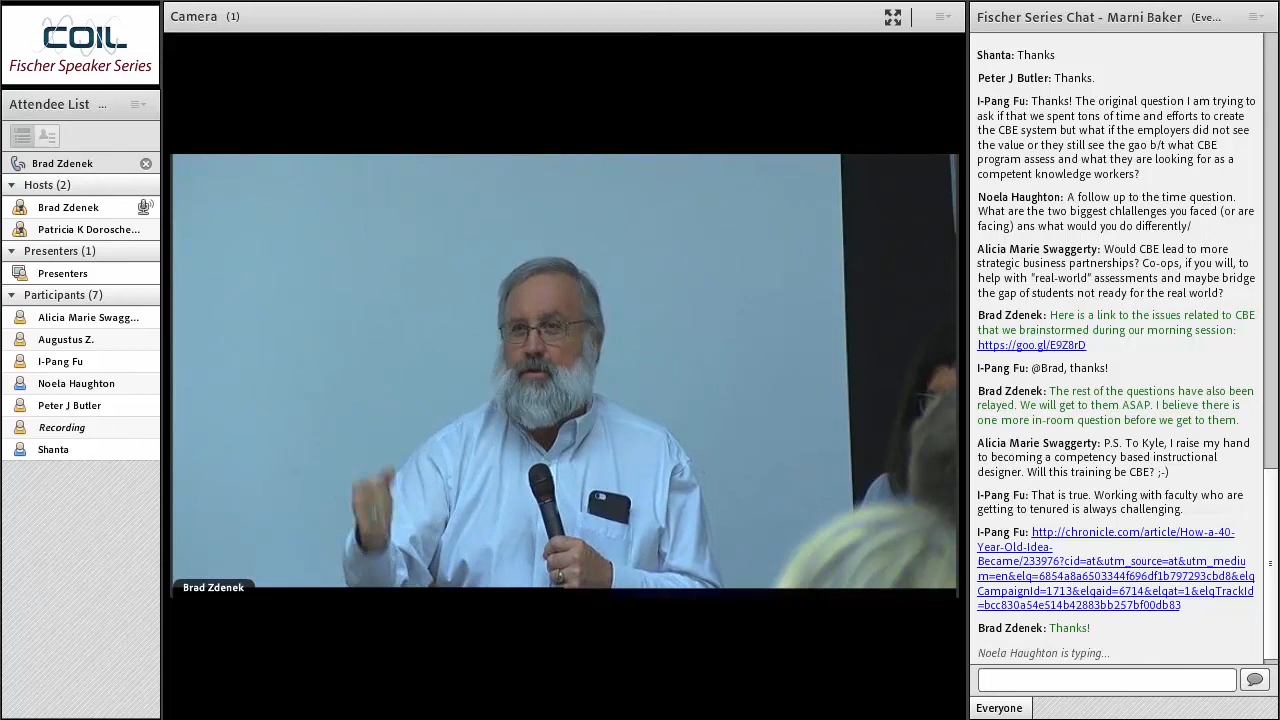 COIL
Fischer Speaker Series
Attendee List ...
Brad Zdenek
Hosts (2)
Brad Zdenek
Patricia K Dorosche...
Presenters (1)
Presenters
Participants (7)
Alicia Marie Swagg...
Augustus Z.
I-Pang Fu
Noela Haughton
Peter J Butler
Recording
Shanta
Camera (1)
Brad Zdenek
Fischer Series Chat - Marni Baker (Eve...
Shanta: Thanks
Peter J Butler: Thanks.
I-Pang Fu: Thanks! The original question I am trying to
ask if that we spent tons of time and efforts to create
the CBE system but what if the employers did not see
the value or they still see the gao b/t what CBE
program assess and what they are looking for as a
competent knowledge workers?
Noela Haughton: A follow up to the time question.
What are the two biggest chlallenges you faced (or are
facing) ans what would you do differently/
Alicia Marie Swaggerty: Would CBE lead to more
strategic business partnerships? Co-ops, if you will, to
help with "real-world" assessments and maybe bridge
the gap of students not ready for the real world?
Brad Zdenek: Here is a link to the issues related to CBE
that we brainstormed during our morning session:
https://goo.gl/E9Z8rD
I-Pang Fu: @Brad, thanks!
Brad Zdenek: The rest of the questions have also been
relayed. We will get to them ASAP. I believe there is
one more in-room question before we get to them.
Alicia Marie Swaggerty: P.S. To Kyle, I raise my hand
to becoming a competency based instructional
designer. Will this training be CBE? ;-)
I-Pang Fu: That is true. Working with faculty who are
getting to tenured is always challenging.
I-Pang Fu: http://chronicle.com/article/How-a-40-
Year-Old-Idea-
Became/233976?cid=at&utm_source=at&utm_mediu
m=en&elq=6854a8a6503344f696df1b797293cbd8&elq
CampaignId=1713&elqaid=6714&elqat=1&elqTrackId
=bcc830a54e514b42883bb257bf00db83
Brad Zdenek: Thanks!
Noela Haughton is typing...
Everyone